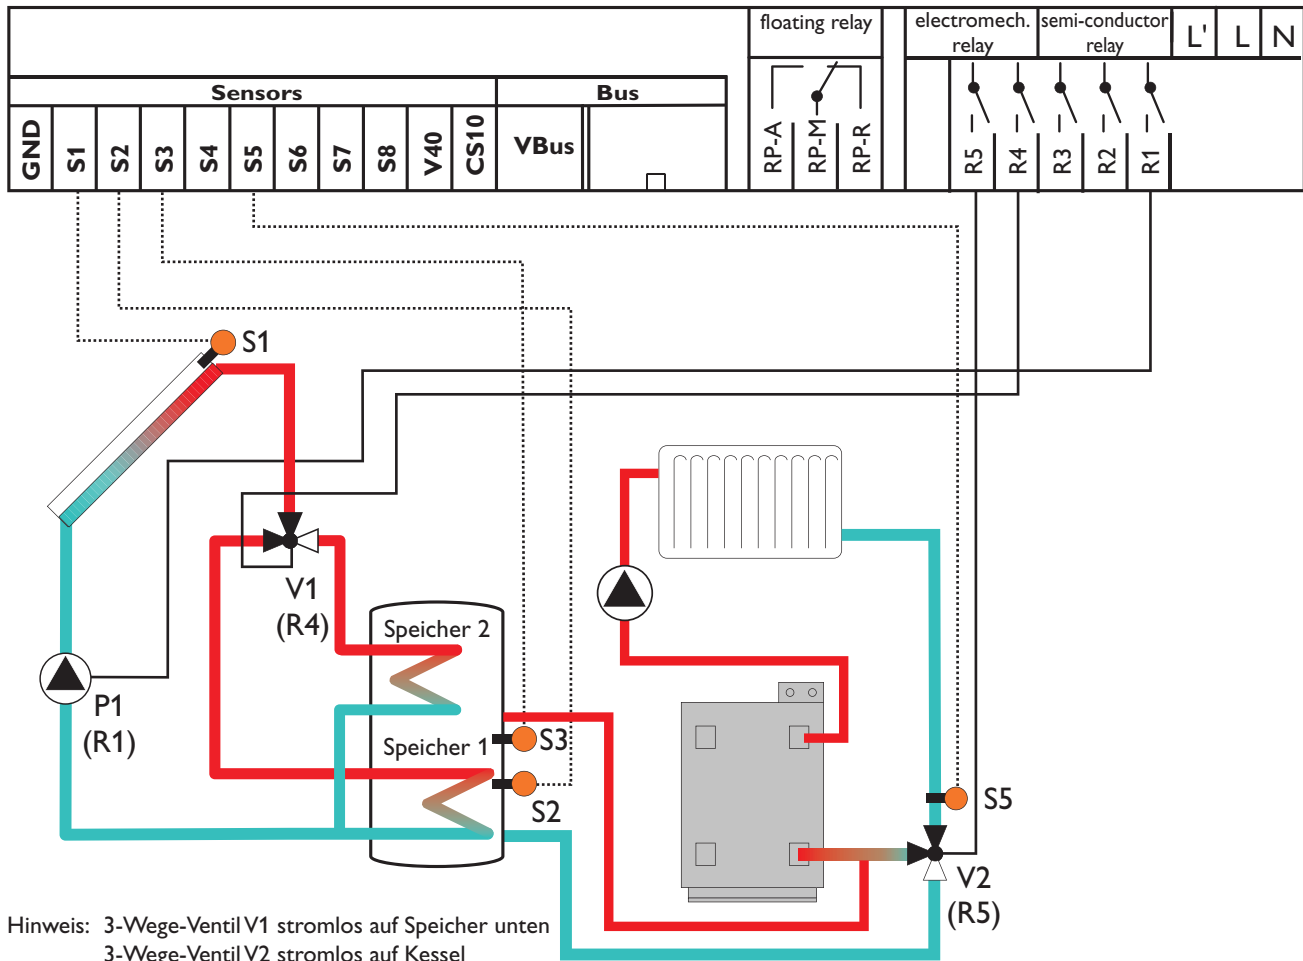 floating relay
electromech. relay
semi-conductor relay
L'
L
N
Sensors
Bus
GND
S1
S2
S3
S4
S5
S6
S7
S8
V40
CS10
VBus
RP-A
RP-M
RP-R
R5
R4
R3
R2
R1
S1
V1
(R4)
Speicher 2
P1
(R1)
Speicher 1
S3
S2
S5
V2
(R5)
Hinweis: 3-Wege-Ventil V1 stromlos auf Speicher unten
3-Wege-Ventil V2 stromlos auf Kessel